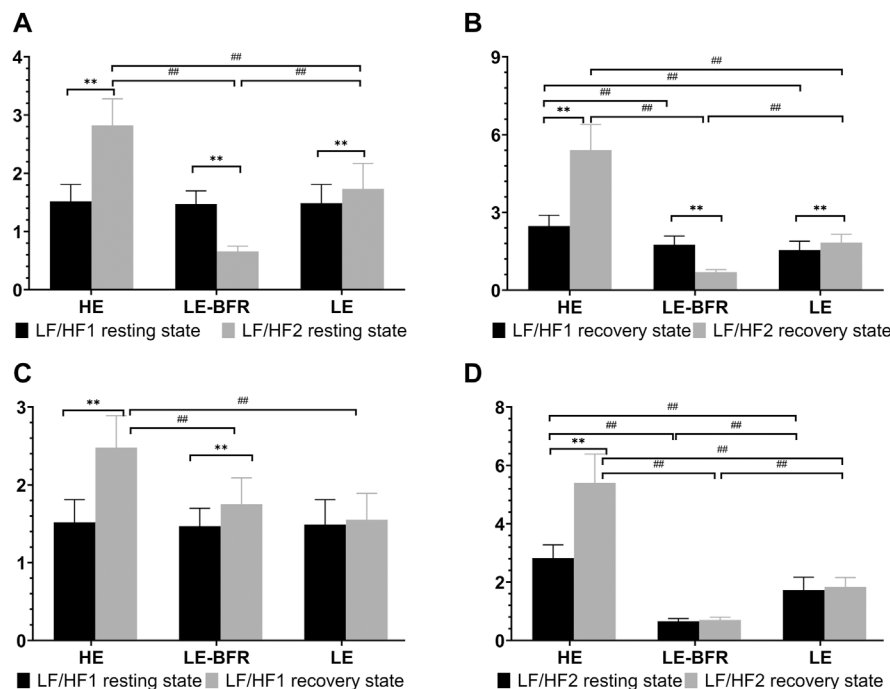 A
4
3
2
1
0
**
##
##
##
**
**
HE
LE-BFR
LE
LF/HF1 resting state
LF/HF2 resting state
B
9
6
3
0
##
##
##
**
##
##
**
**
HE
LE-BFR
LE
LF/HF1 recovery state
LF/HF2 recovery state
C
3
2
1
0
**
##
##
**
HE
LE-BFR
LE
LF/HF1 resting state
LF/HF1 recovery state
D
8
6
4
2
0
##
##
##
**
##
##
##
HE
LE-BFR
LE
LF/HF2 resting state
LF/HF2 recovery state